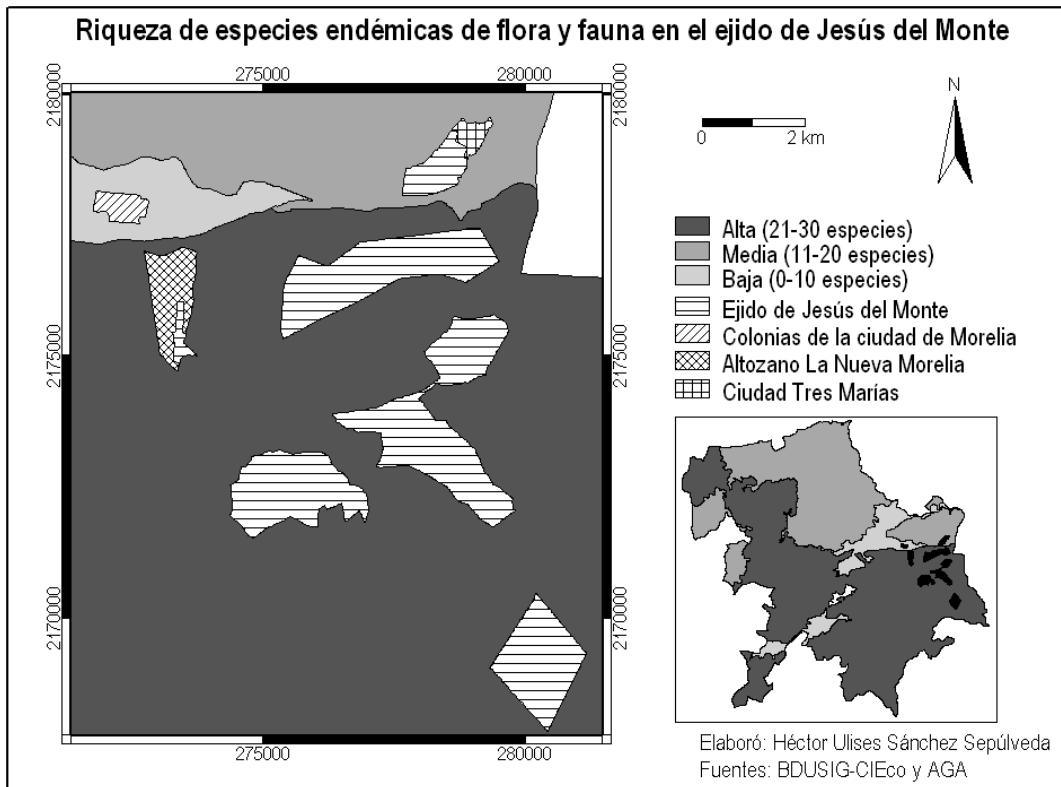 Riqueza de especies endémicas de flora y fauna en el ejido de Jesús del Monte
275000
280000
2180000
2180000
2175000
2175000
2170000
2170000
275000
280000
N
0
2 km
Alta (21-30 especies)
Media (11-20 especies)
Baja (0-10 especies)
Ejido de Jesús del Monte
Colonias de la ciudad de Morelia
Altozano La Nueva Morelia
Ciudad Tres Marías
Elaboró: Héctor Ulises Sánchez Sepúlveda
Fuentes: BDUSIG-CIEco y AGA